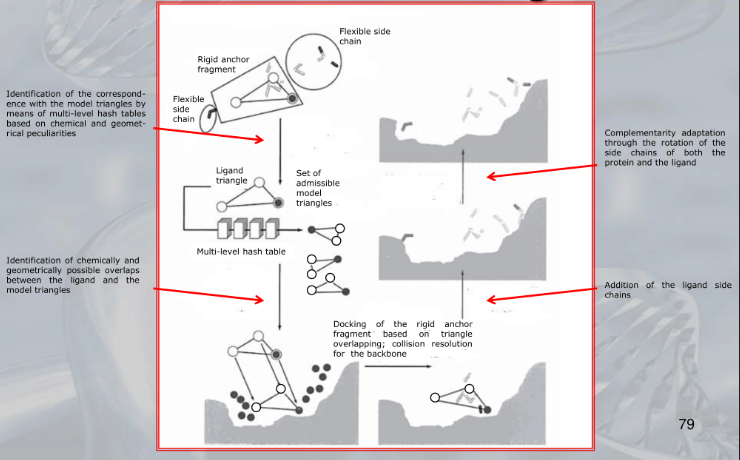 Flexible side
chain
Rigid anchor
fragment
Flexible
side
chain
Identification of the correspond-
ence with the model triangles by
means of multi-level hash tables
based on chemical and geomet-
rical peculiarities
Ligand
triangle
Set of
admissible
model
triangles
Multi-level hash table
Identification of chemically and
geometrically possible overlaps
between the ligand and the
model triangles
Docking of the rigid anchor
fragment based on triangle
overlapping; collision resolution
for the backbone
Addition of the ligand side
chains
Complementarity adaptation
through the rotation of the
side chains of both the
protein and the ligand
79